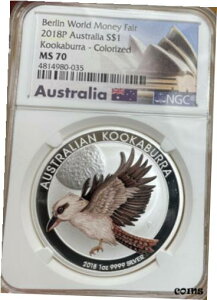 Berlin World Money Fair
2018P Australia S$1
Kookaburra - Colorized
MS 70
4814980-035
Australia
NGC
AUSTRALIAN KOOKABURRA
2018 1oz 9999 SILVER